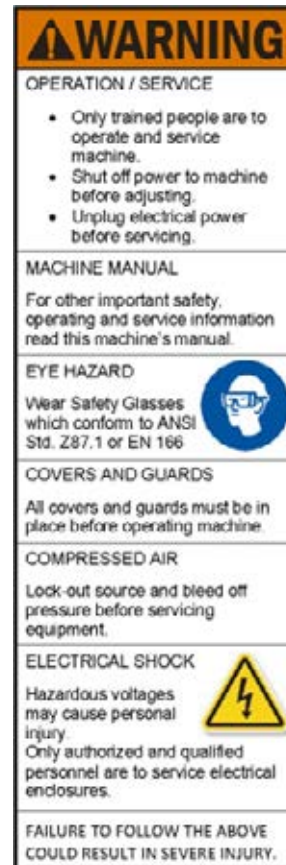 WARNING
OPERATION / SERVICE
• Only trained people are to
operate and service
machine.
• Shut off power to machine
before adjusting.
• Unplug electrical power
before servicing.
MACHINE MANUAL
For other important safety,
operating and service information
read this machine's manual.
EYE HAZARD
Wear Safety Glasses
which conform to ANSI
Std. Z87.1 or EN 166
COVERS AND GUARDS
All covers and guards must be in
place before operating machine.
COMPRESSED AIR
Lock-out source and bleed off
pressure before servicing
equipment.
ELECTRICAL SHOCK
Hazardous voltages
may cause personal
injury.
Only authorized and qualified
personnel are to service electrical
enclosures.
FAILURE TO FOLLOW THE ABOVE
COULD RESULT IN SEVERE INJURY.